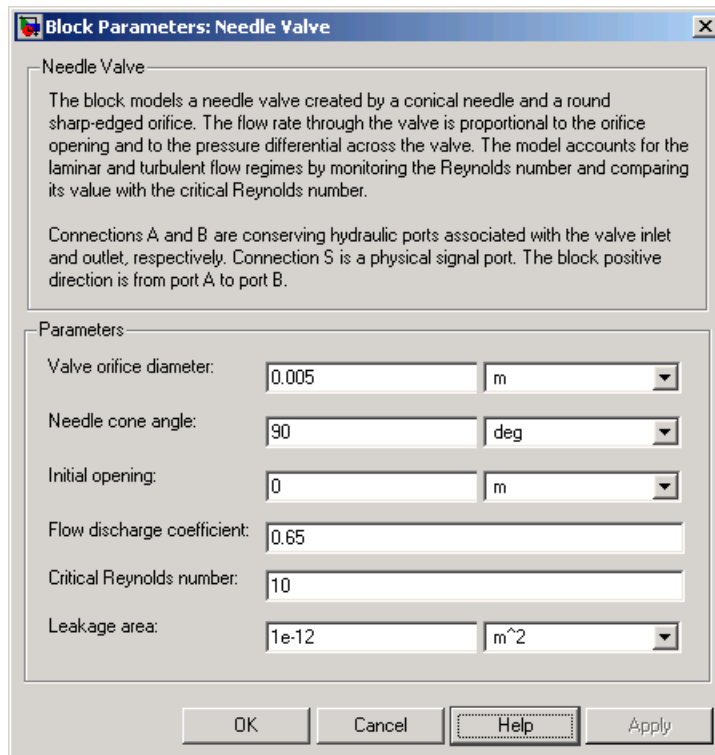 Block Parameters: Needle Valve
Needle Valve
The block models a needle valve created by a conical needle and a round
sharp-edged orifice. The flow rate through the valve is proportional to the orifice
opening and to the pressure differential across the valve. The model accounts for the
laminar and turbulent flow regimes by monitoring the Reynolds number and comparing
its value with the critical Reynolds number.
Connections A and B are conserving hydraulic ports associated with the valve inlet
and outlet, respectively. Connection S is a physical signal port. The block positive
direction is from port A to port B.
Parameters
Valve orifice diameter: 0.005 m
Needle cone angle: 90 deg
Initial opening: 0 m
Flow discharge coefficient: 0.65
Critical Reynolds number: 10
Leakage area: 1e-12 m^2
OK Cancel Help Apply